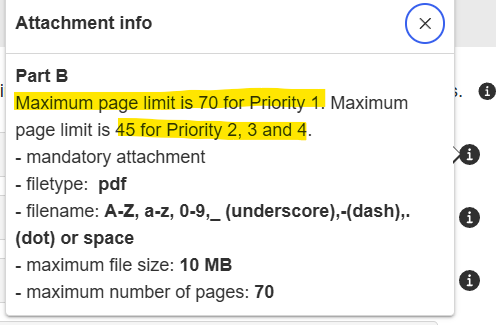 Attachment info
Part B
Maximum page limit is 70 for Priority 1. Maximum
page limit is 45 for Priority 2, 3 and 4.
- mandatory attachment
- filetype: pdf
- filename: A-Z, a-z, 0-9,_ (underscore),-(dash),.
(dot) or space
- maximum file size: 10 MB
- maximum number of pages: 70